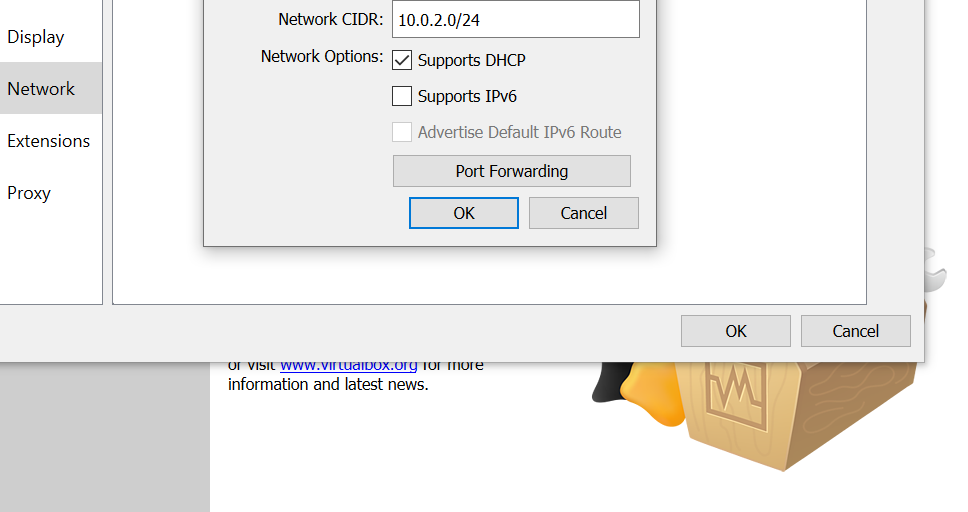 Display
Network
Extensions
Proxy
Network CIDR: 10.0.2.0/24
Network Options: Supports DHCP
Supports IPv6
Advertise Default IPv6 Route
Port Forwarding
OK Cancel
OK Cancel
or visit www.virtualbox.org for more
information and latest news.